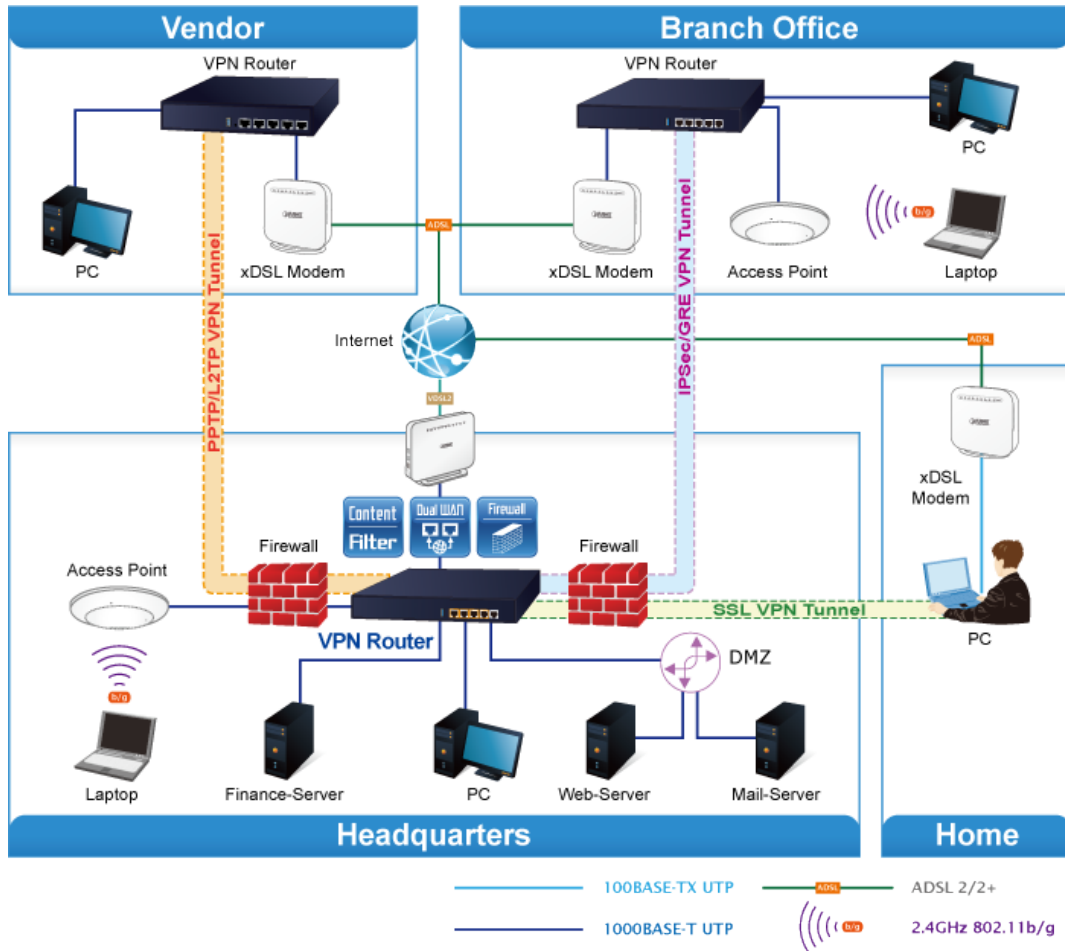 Vendor
Branch Office
VPN Router
VPN Router
PC
PC
xDSL Modem
ADSL
xDSL Modem
Access Point
b/g
Laptop
PPTP/L2TP VPN Tunnel
IPSec/GRE VPN Tunnel
Internet
ADSL
VDSL2
xDSL
Modem
Content
Filter
Dual WAN
Firewall
Firewall
Firewall
Access Point
VPN Router
SSL VPN Tunnel
PC
DMZ
b/g
Laptop
Finance-Server
PC
Web-Server
Mail-Server
Headquarters
Home
100BASE-TX UTP
ADSL
ADSL 2/2+
1000BASE-T UTP
b/g
2.4GHz 802.11b/g